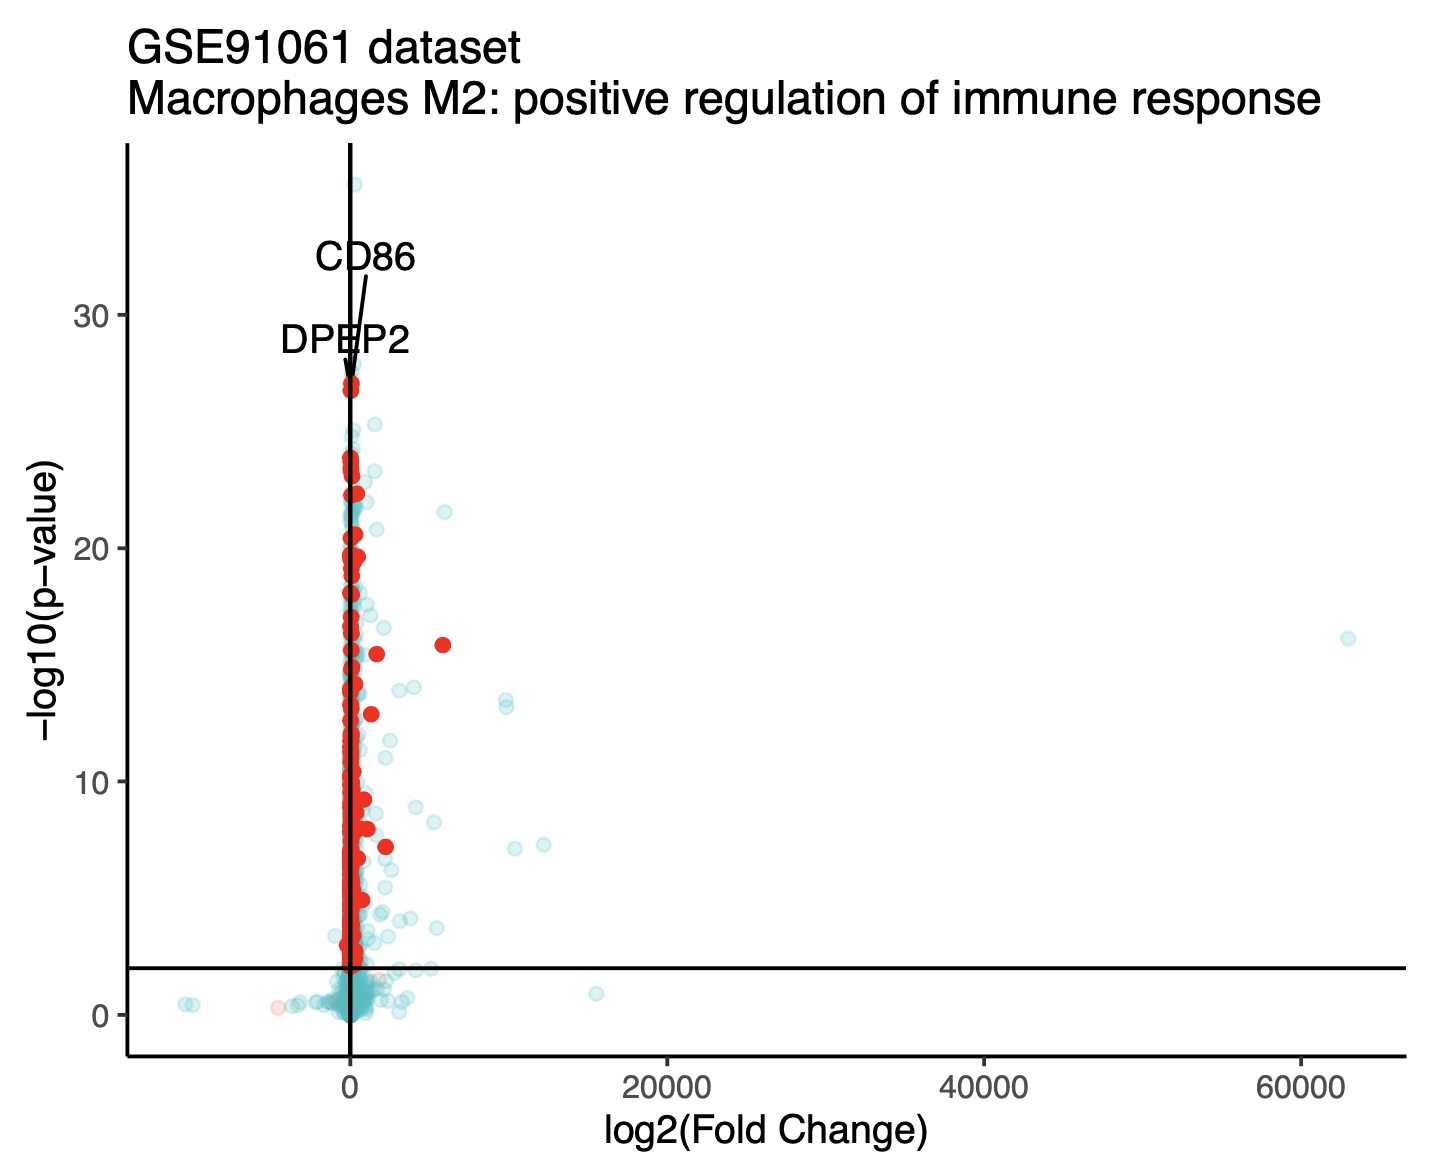 GSE91061 dataset
Macrophages M2: positive regulation of immune response
CD86
DPEP2
30
20
10
0
−log10(p−value)
0
20000
40000
60000
log2(Fold Change)